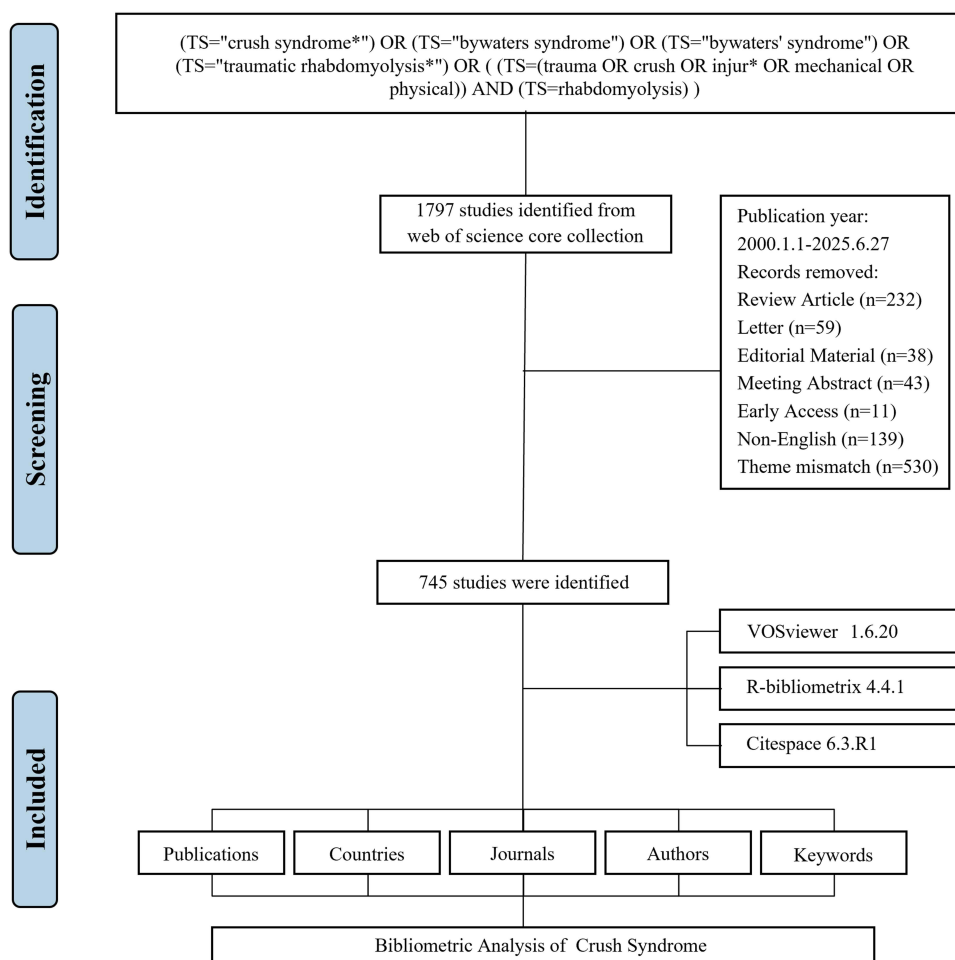 (TS="crush syndrome*") OR (TS="bywaters syndrome") OR (TS="bywaters' syndrome") OR
(TS="traumatic rhabdomyolysis*") OR ( (TS=(trauma OR crush OR injur* OR mechanical OR
physical)) AND (TS=rhabdomyolysis) )
Identification
1797 studies identified from
web of science core collection
Publication year:
2000.1.1-2025.6.27
Records removed:
Review Article (n=232)
Letter (n=59)
Editorial Material (n=38)
Meeting Abstract (n=43)
Early Access (n=11)
Non-English (n=139)
Theme mismatch (n=530)
Screening
745 studies were identified
VOSviewer 1.6.20
R-bibliometrix 4.4.1
Citespace 6.3.R1
Included
Publications
Countries
Journals
Authors
Keywords
Bibliometric Analysis of Crush Syndrome